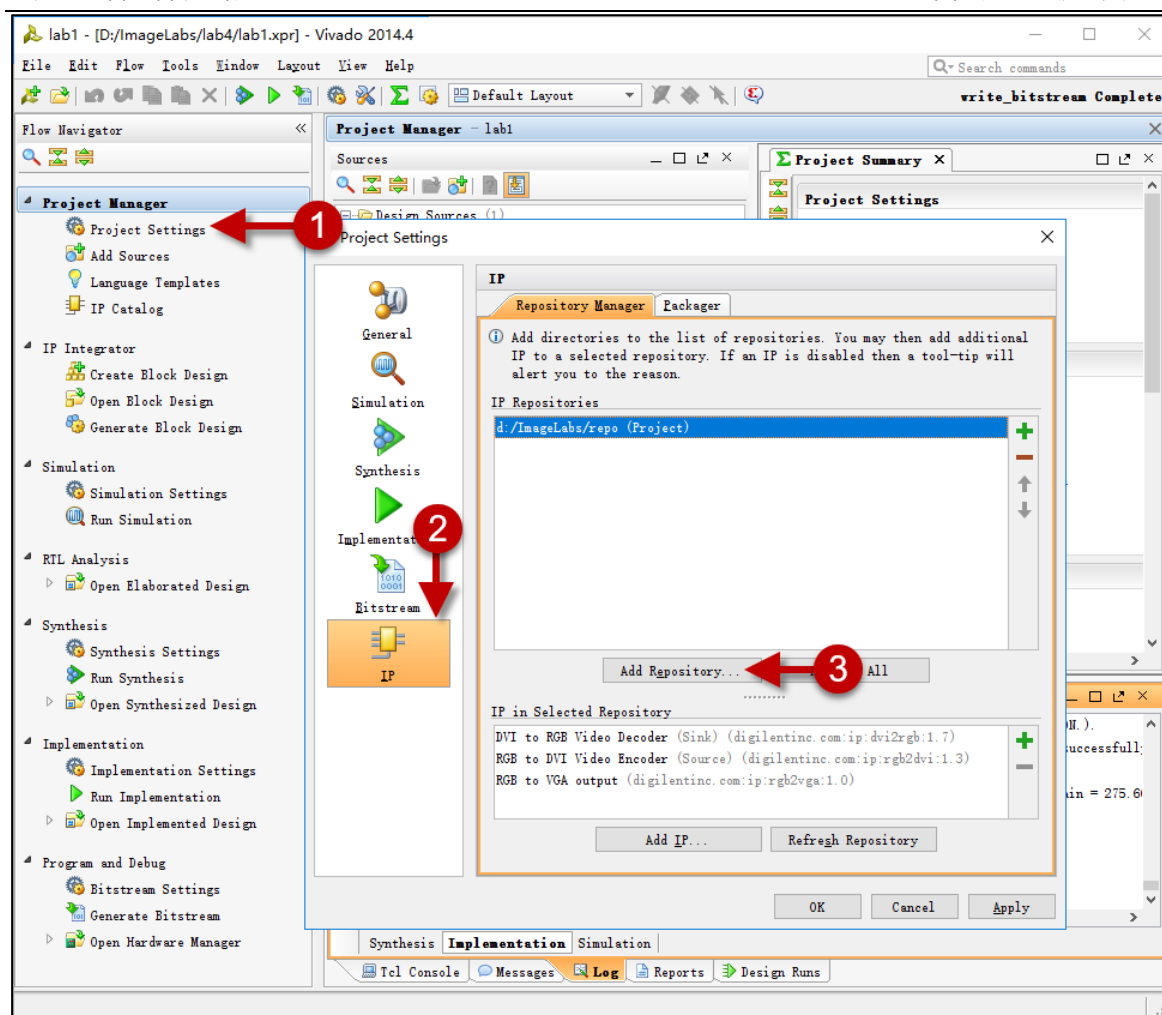 lab1 - [D:/ImageLabs/lab4/lab1.xpr] - Vivado 2014.4
File Edit Flow Tools Window Layout View Help
Search commands
Default Layout
write_bitstream Complete
Flow Navigator
Project Manager - lab1
Sources
Project Summary
Project Manager
Project Settings
Project Settings
1
Design Sources (1)
Add Sources
Language Templates
IP Catalog
IP Integrator
Create Block Design
Open Block Design
Generate Block Design
Simulation
Simulation Settings
Run Simulation
RTL Analysis
Open Elaborated Design
Synthesis
Synthesis Settings
Run Synthesis
Open Synthesized Design
Implementation
Implementation Settings
Run Implementation
Open Implemented Design
Program and Debug
Bitstream Settings
Generate Bitstream
Open Hardware Manager
Project Settings
General
Simulation
Synthesis
2
1010
0001
Bitstream
IP
IP
Repository Manager Packager
Add directories to the list of repositories. You may then add additional
IP to a selected repository. If an IP is disabled then a tool-tip will
alert you to the reason.
IP Repositories
d:/ImageLabs/repo (Project)
Add Repository...
3
All
IP in Selected Repository
DVI to RGB Video Decoder (Sink) (digilentinc.com:ip:dvi2rgb:1.7)
RGB to DVI Video Encoder (Source) (digilentinc.com:ip:rgb2dvi:1.3)
RGB to VGA output (digilentinc.com:ip:rgb2vga:1.0)
Add IP...
Refresh Repository
OK
Cancel
Apply
= 275.6
Synthesis Implementation Simulation
Tcl Console Messages Log Reports Design Runs